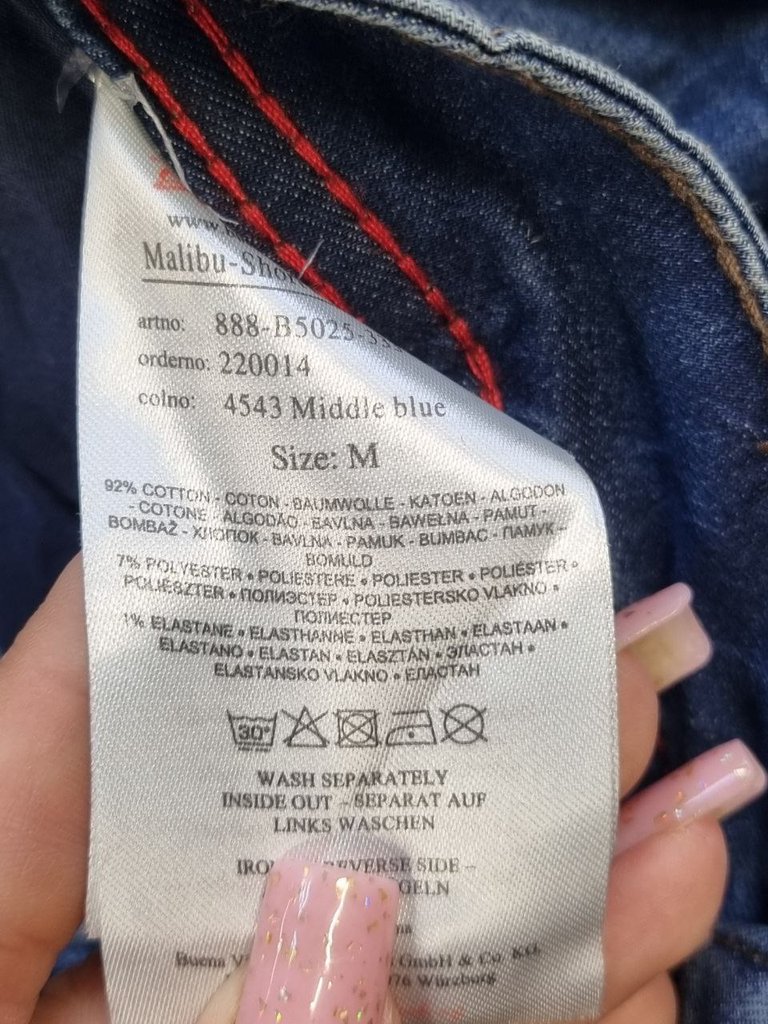 Malibu-Sho
artno: 888-B5025-
orderno: 220014
colno: 4543 Middle blue
Size: M
92% COTTON - COTON - BAUMWOLLE - KATOEN - ALGODON
- COTONE - ALGODÃO - BAVLNA - BAWEŁNA - PAMUT -
BOMBAŽ - ХЛОПОК - BAVLNA - PAMUK - BUMBAC - ПАМУК -
BOMULD
7% POLYESTER • POLIESTERE • POLIESTER • POLIÉSTER •
POLIÉSZTER • ПОЛИЭСТЕР • POLIESTERSKO VLAKNO •
ПОЛИЕСТЕР
1% ELASTANE • ELASTHANNE • ELASTHAN • ELASTAAN •
ELASTANO • ELASTAN • ELASZTÁN • ЭЛАСТАН •
ELASTANSKO VLAKNO • ЕЛАСТАН
30°
WASH SEPARATELY
INSIDE OUT - SEPARAT AUF
LINKS WASCHEN
VERSE SIDE -
GELN
Buena GmbH & Co. KG
Würzburg